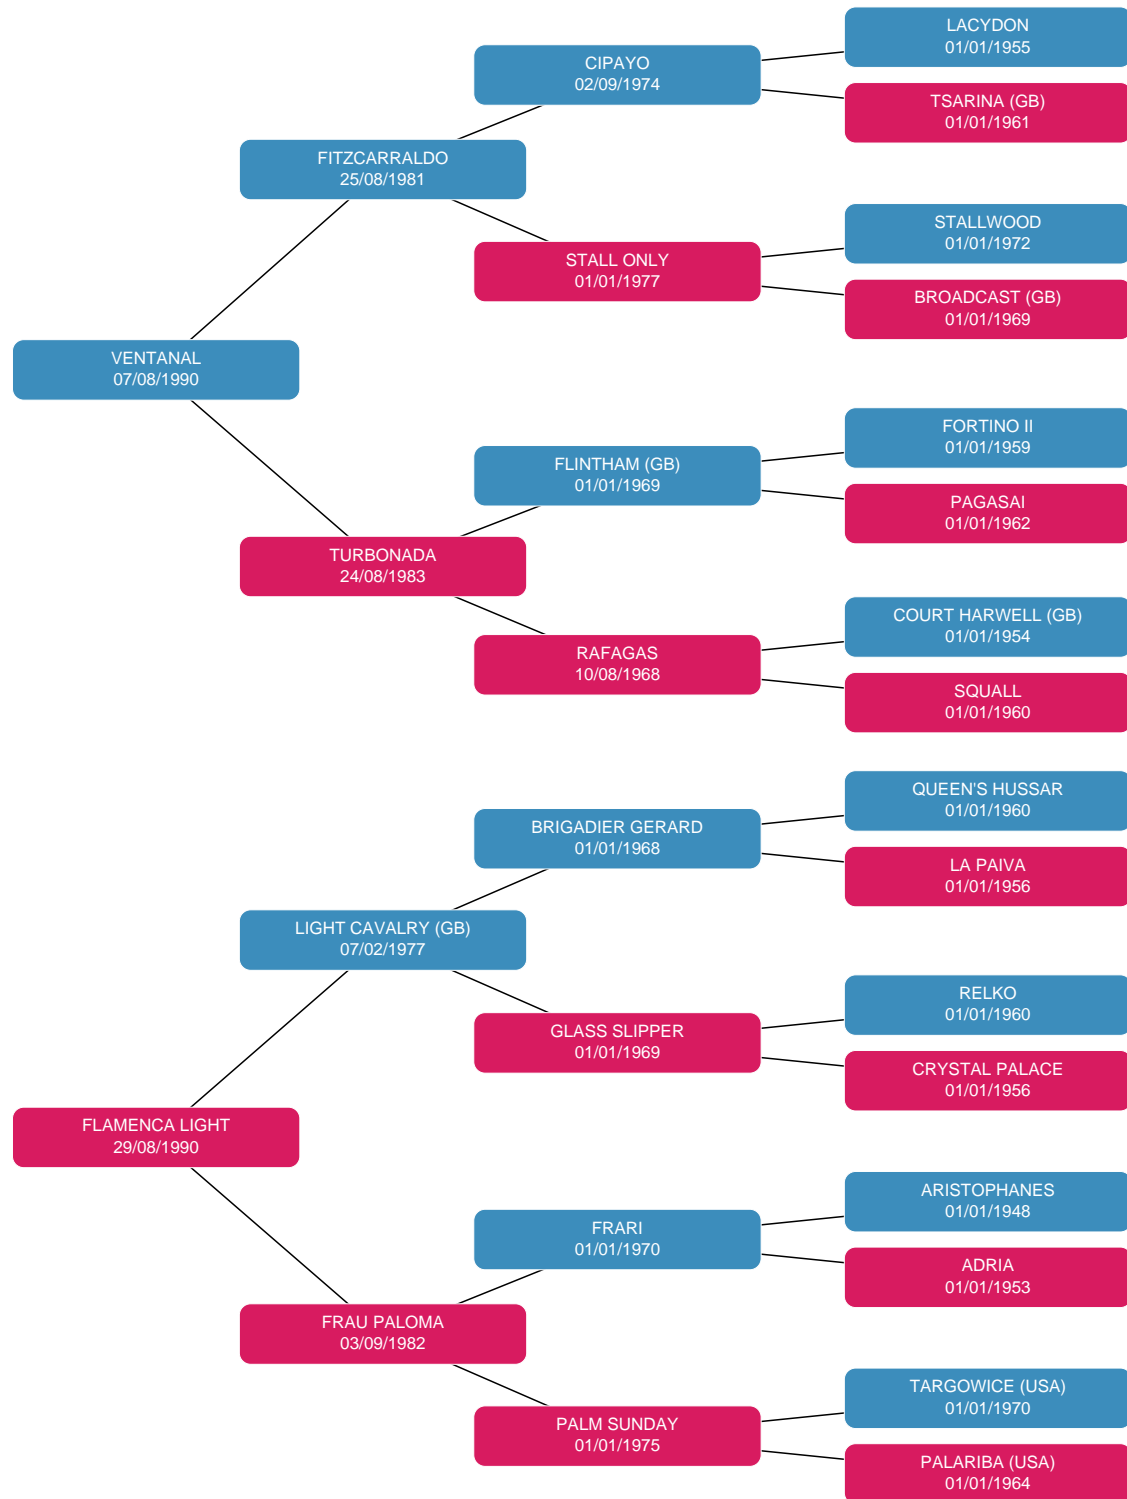 LACYDON
01/01/1955
CIPAYO
02/09/1974
TSARINA (GB)
01/01/1961
FITZCARRALDO
25/08/1981
STALLWOOD
01/01/1972
STALL ONLY
01/01/1977
BROADCAST (GB)
01/01/1969
VENTANAL
07/08/1990
FORTINO II
01/01/1959
FLINTHAM (GB)
01/01/1969
PAGASAI
01/01/1962
TURBONADA
24/08/1983
COURT HARWELL (GB)
01/01/1954
RAFAGAS
10/08/1968
SQUALL
01/01/1960
QUEEN'S HUSSAR
01/01/1960
BRIGADIER GERARD
01/01/1968
LA PAIVA
01/01/1956
LIGHT CAVALRY (GB)
07/02/1977
RELKO
01/01/1960
GLASS SLIPPER
01/01/1969
CRYSTAL PALACE
01/01/1956
FLAMENCA LIGHT
29/08/1990
ARISTOPHANES
01/01/1948
FRARI
01/01/1970
ADRIA
01/01/1953
FRAU PALOMA
03/09/1982
TARGOWICE (USA)
01/01/1970
PALM SUNDAY
01/01/1975
PALARIBA (USA)
01/01/1964